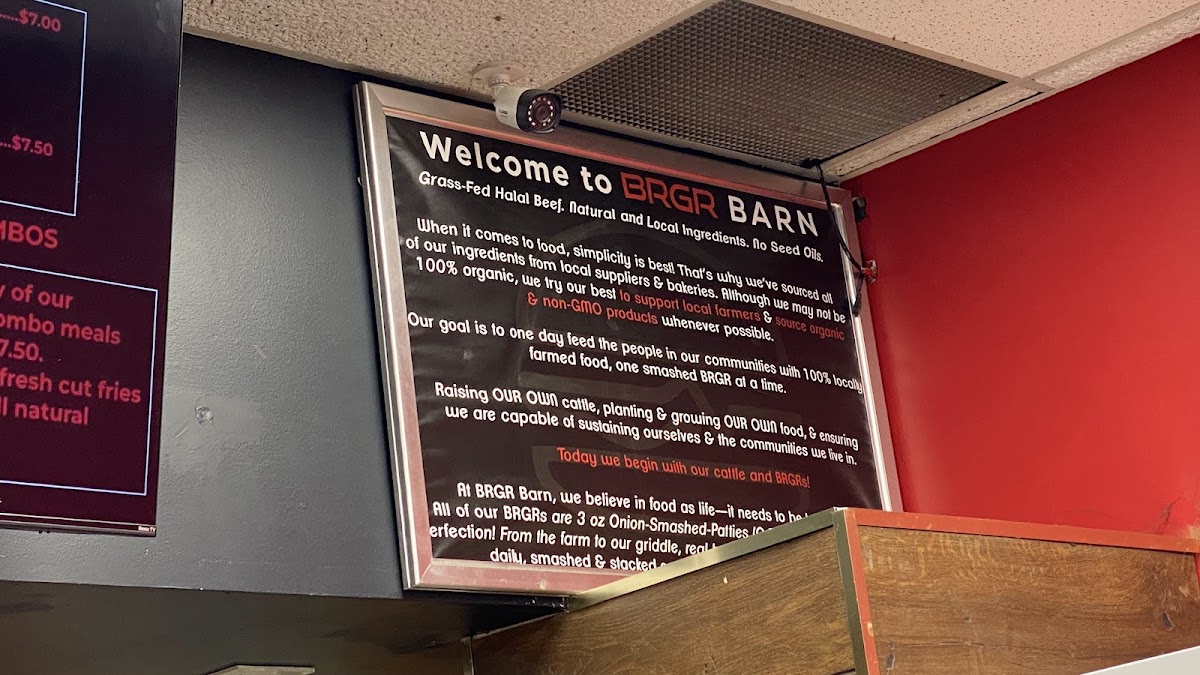 $7.00
$7.50
MBOS
of our
ombo meals
7.50.
fresh cut fries
natural
Roku TV
Welcome to BRGR BARN
Grass-Fed Halal Beef. Natural and Local Ingredients. No Seed Oils.
When it comes to food, simplicity is best! That's why we've sourced all
of our ingredients from local suppliers & bakeries. Although we may not be
100% organic, we try our best to support local farmers & source organic
& non-GMO products whenever possible.
Our goal is to one day feed the people in our communities with 100% locally
farmed food, one smashed BRGR at a time.
Raising OUR OWN cattle, planting & growing OUR OWN food, & ensuring
we are capable of sustaining ourselves & the communities we live in.
Today we begin with our cattle and BRGRs!
At BRGR Barn, we believe in food as life—it needs to be
All of our BRGRs are 3 oz Onion-Smashed-Patties
erfection! From the farm to our griddle, real
daily, smashed & stacked